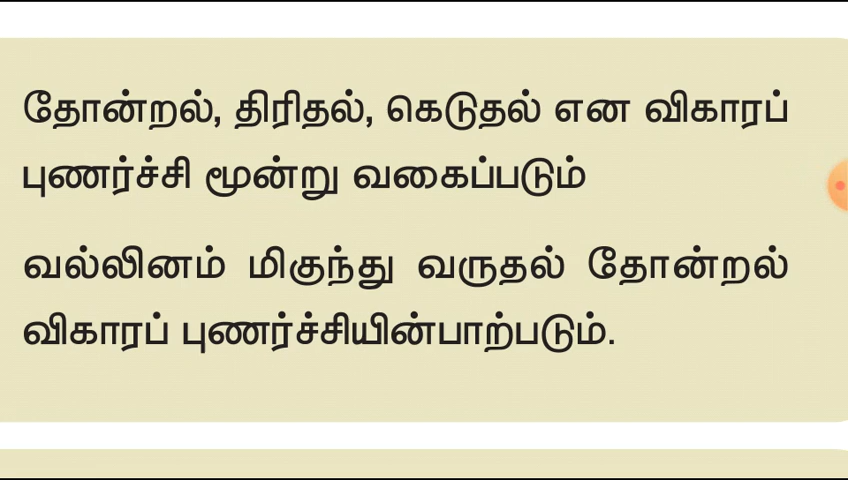 தோன்றல், திரிதல், கெடுதல் என விகாரப்
புணர்ச்சி மூன்று வகைப்படும்
வல்லினம் மிகுந்து வருதல் தோன்றல்
விகாரப் புணர்ச்சியின்பாற்படும்.